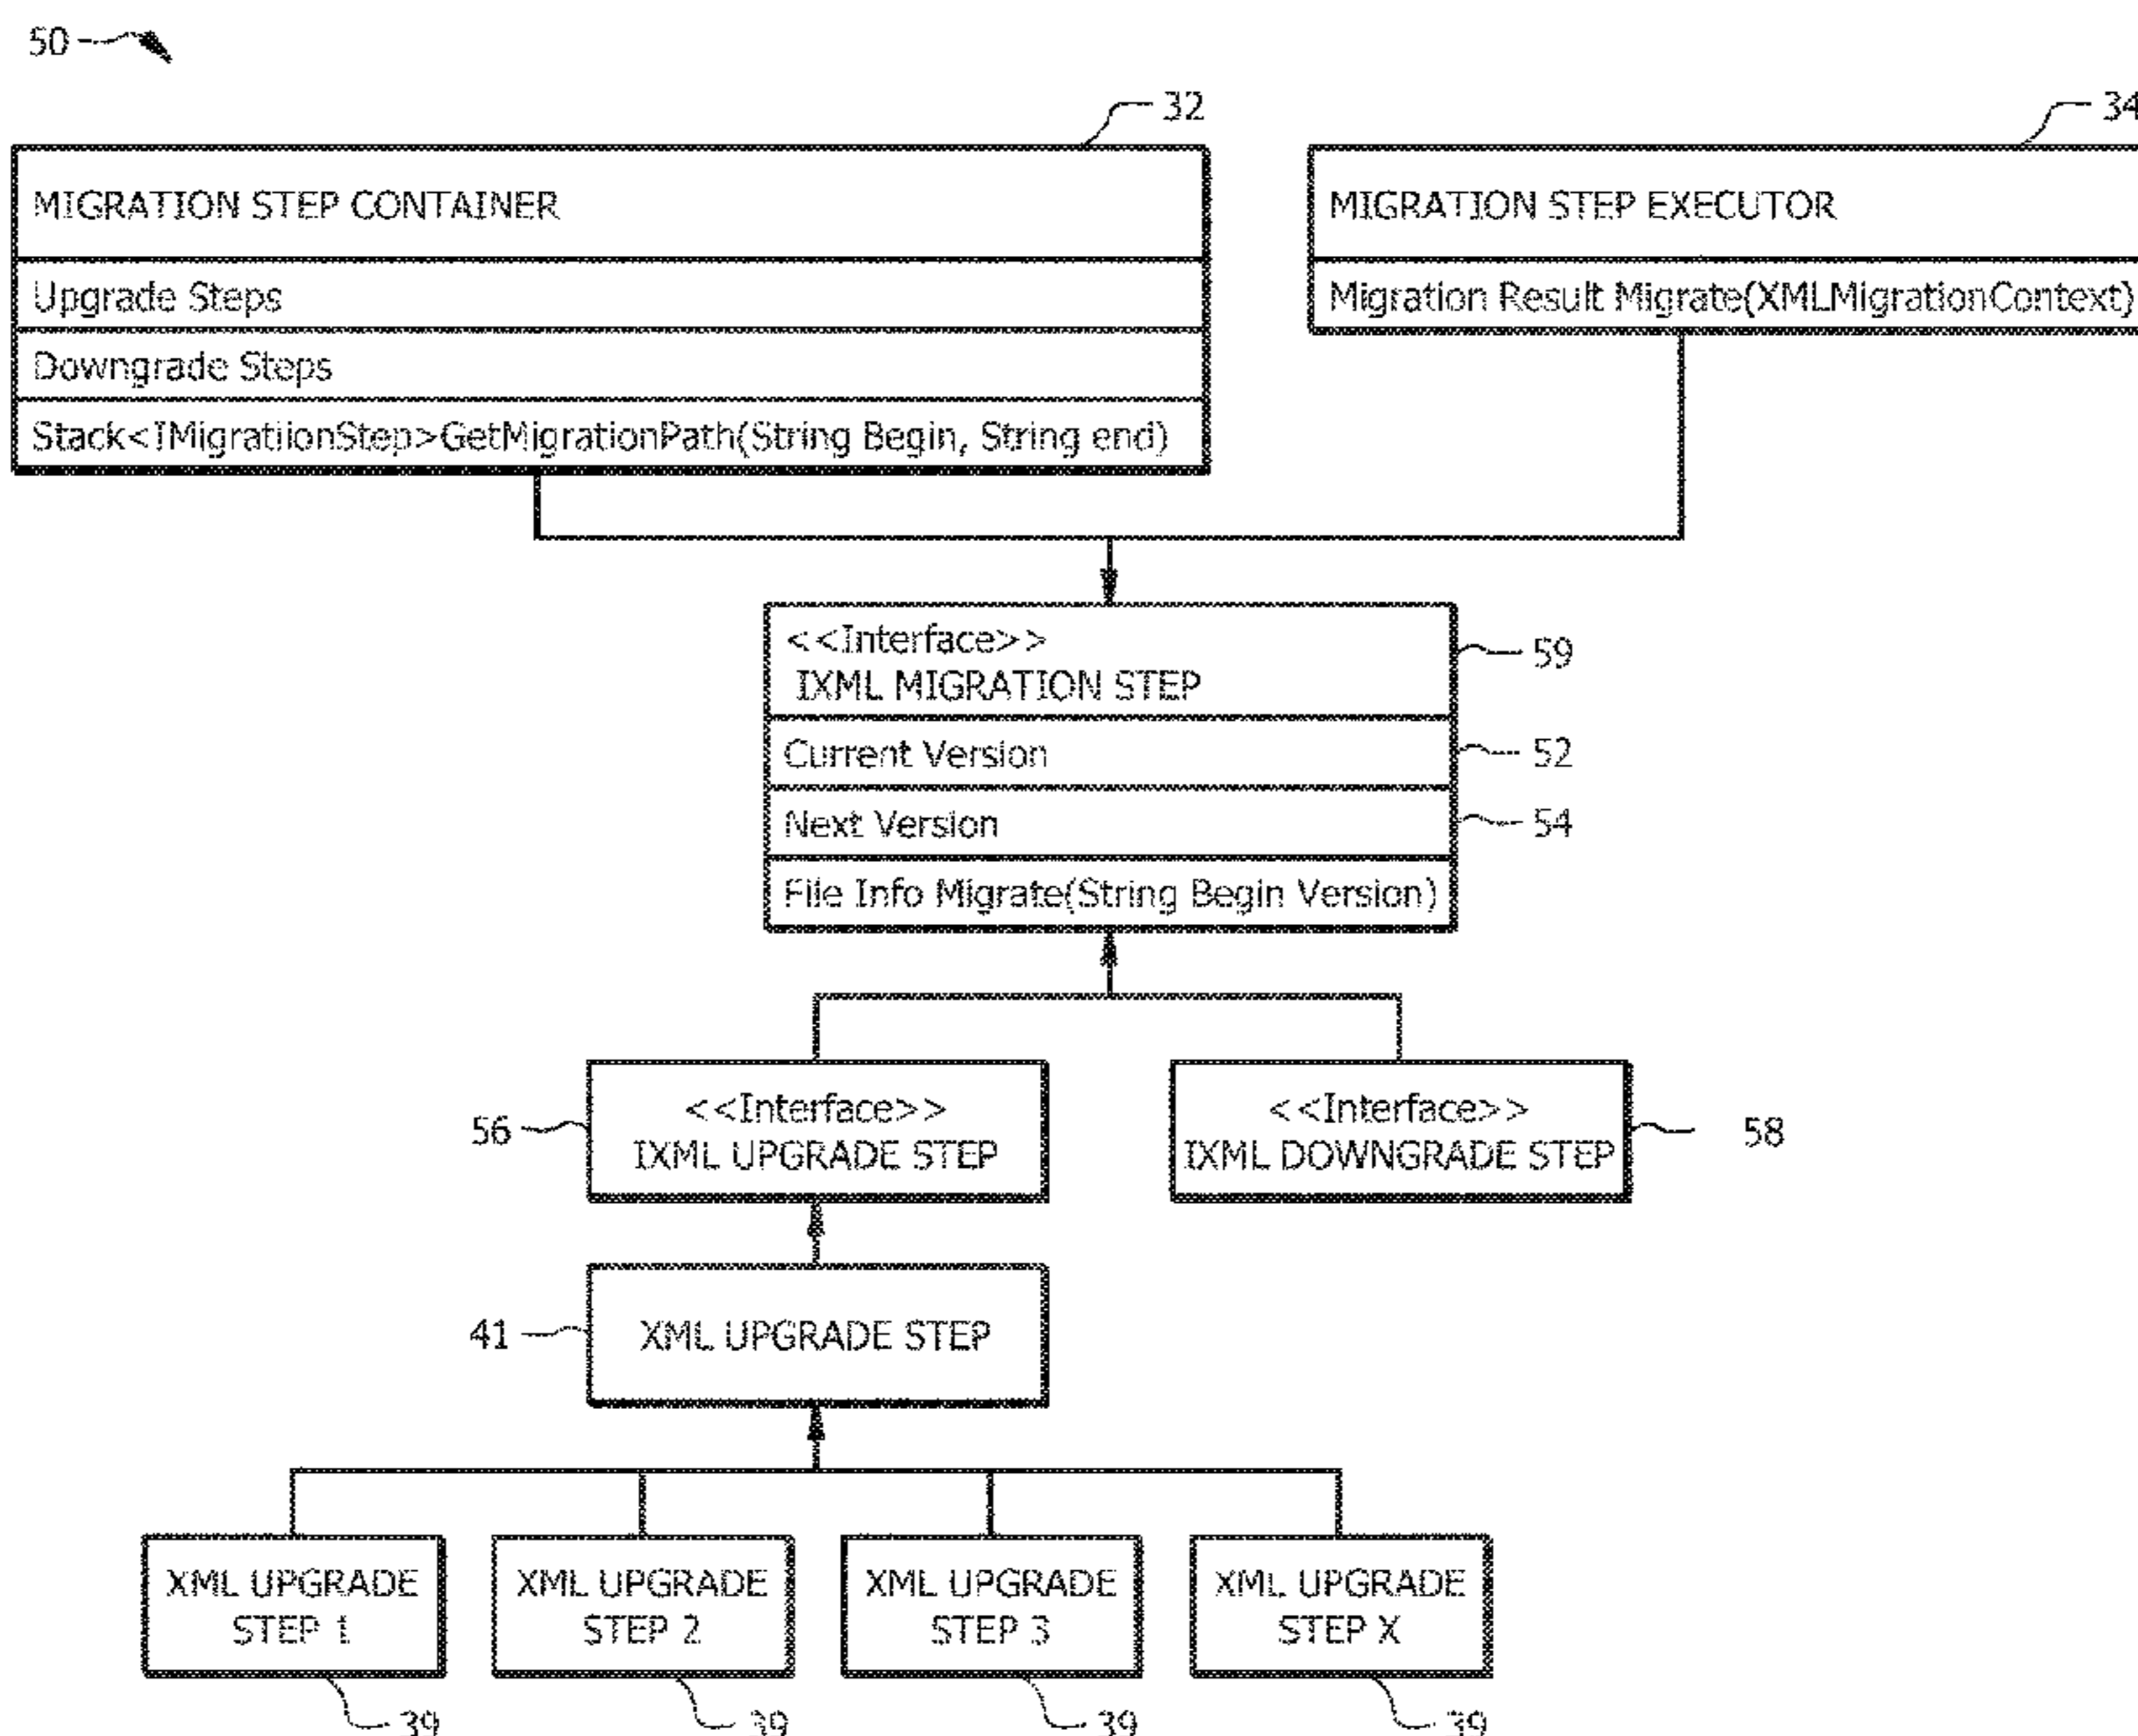 50
32
34
MIGRATION STEP CONTAINER
Upgrade Steps
Downgrade Steps
Stack<IMigratiionStep>GetMigrationPath(String Begin, String end)
MIGRATION STEP EXECUTOR
Migration Result Migrate(XMLMigrationContext)
<<Interface>>
IXML MIGRATION STEP
59
Current Version
52
Next Version
54
File Info Migrate(String Begin Version)
56
<<Interface>>
IXML UPGRADE STEP
<<Interface>>
IXML DOWNGRADE STEP
58
41
XML UPGRADE STEP
XML UPGRADE
STEP 1
XML UPGRADE
STEP 2
XML UPGRADE
STEP 3
XML UPGRADE
STEP X
39
39
39
39